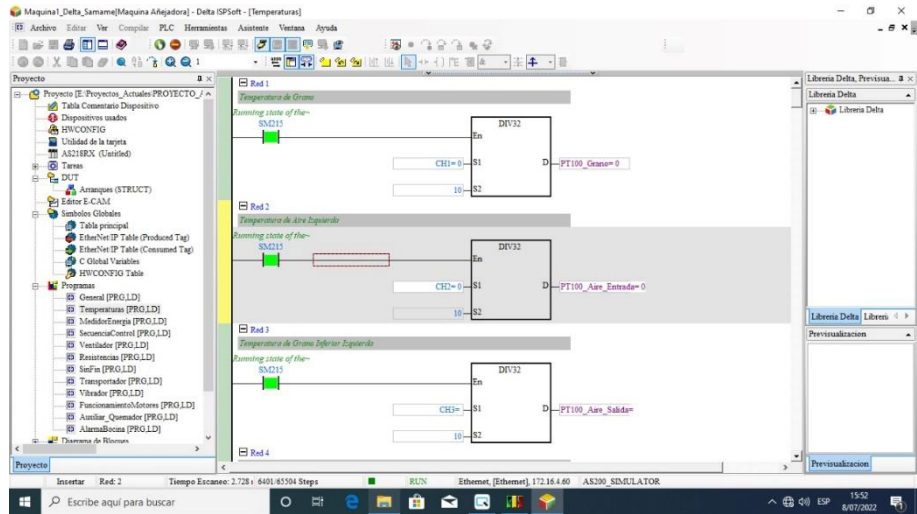 Maquina1_Delta_Samame[Maquina Añejadora] - Delta ISPSoft - [Temperaturas]
Archivo Editar Ver Compilar PLC Herramientas Asistente Ventana Ayuda
Proyecto
Proyecto [E:\Proyectos_Actuales\PROYECTO_
Tabla Comentario Dispositivo
Dispositivos usados
HWCONFIG
Utilidad de la tarjeta
AS218RX (Untitled)
Tareas
DUT
Arranques (STRUCT)
Editor E-CAM
Simbolos Globales
Tabla principal
EtherNet/IP Table (Produced Tag)
EtherNet/IP Table (Consumed Tag)
C Global Variables
HWCONFIG Table
Programas
General [PRG,LD]
Temperaturas [PRG,LD]
MedidorEnergia [PRG,LD]
SecuenciaControl [PRG,LD]
Ventilador [PRG,LD]
Resistencias [PRG,LD]
SinFin [PRG,LD]
Transportador [PRG,LD]
Vibrador [PRG,LD]
FuncionamientoMotores [PRG,LD]
Auxiliar_Quemador [PRG,LD]
AlarmaBocina [PRG,LD]
Diagrama de Bloques
Proyecto
Red 1
Temperatura de Grano
Running state of the~
SM215
DIV32
En
CH1= 0 S1 D PT100_Grano= 0
10 S2
Red 2
Temperatura de Aire Izquierdo
Running state of the~
SM215
DIV32
En
CH2= 0 S1 D PT100_Aire_Entrada= 0
10 S2
Red 3
Temperatura de Grano Inferior Izquierdo
Running state of the~
SM215
DIV32
En
CH3= S1 D PT100_Aire_Salida=
10 S2
Red 4
Libreria Delta, Previsua...
Libreria Delta
Libreria Delta
Libreria Delta Libreri
Previsualizacion
Previsualizacion
Insertar Red: 2 Tiempo Escaneo: 2.728 6401/65504 Steps RUN Ethernet, [Ethernet], 172.16.4.60 AS200_SIMULATOR
Escribe aquí para buscar
ESP
15:52
8/07/2022